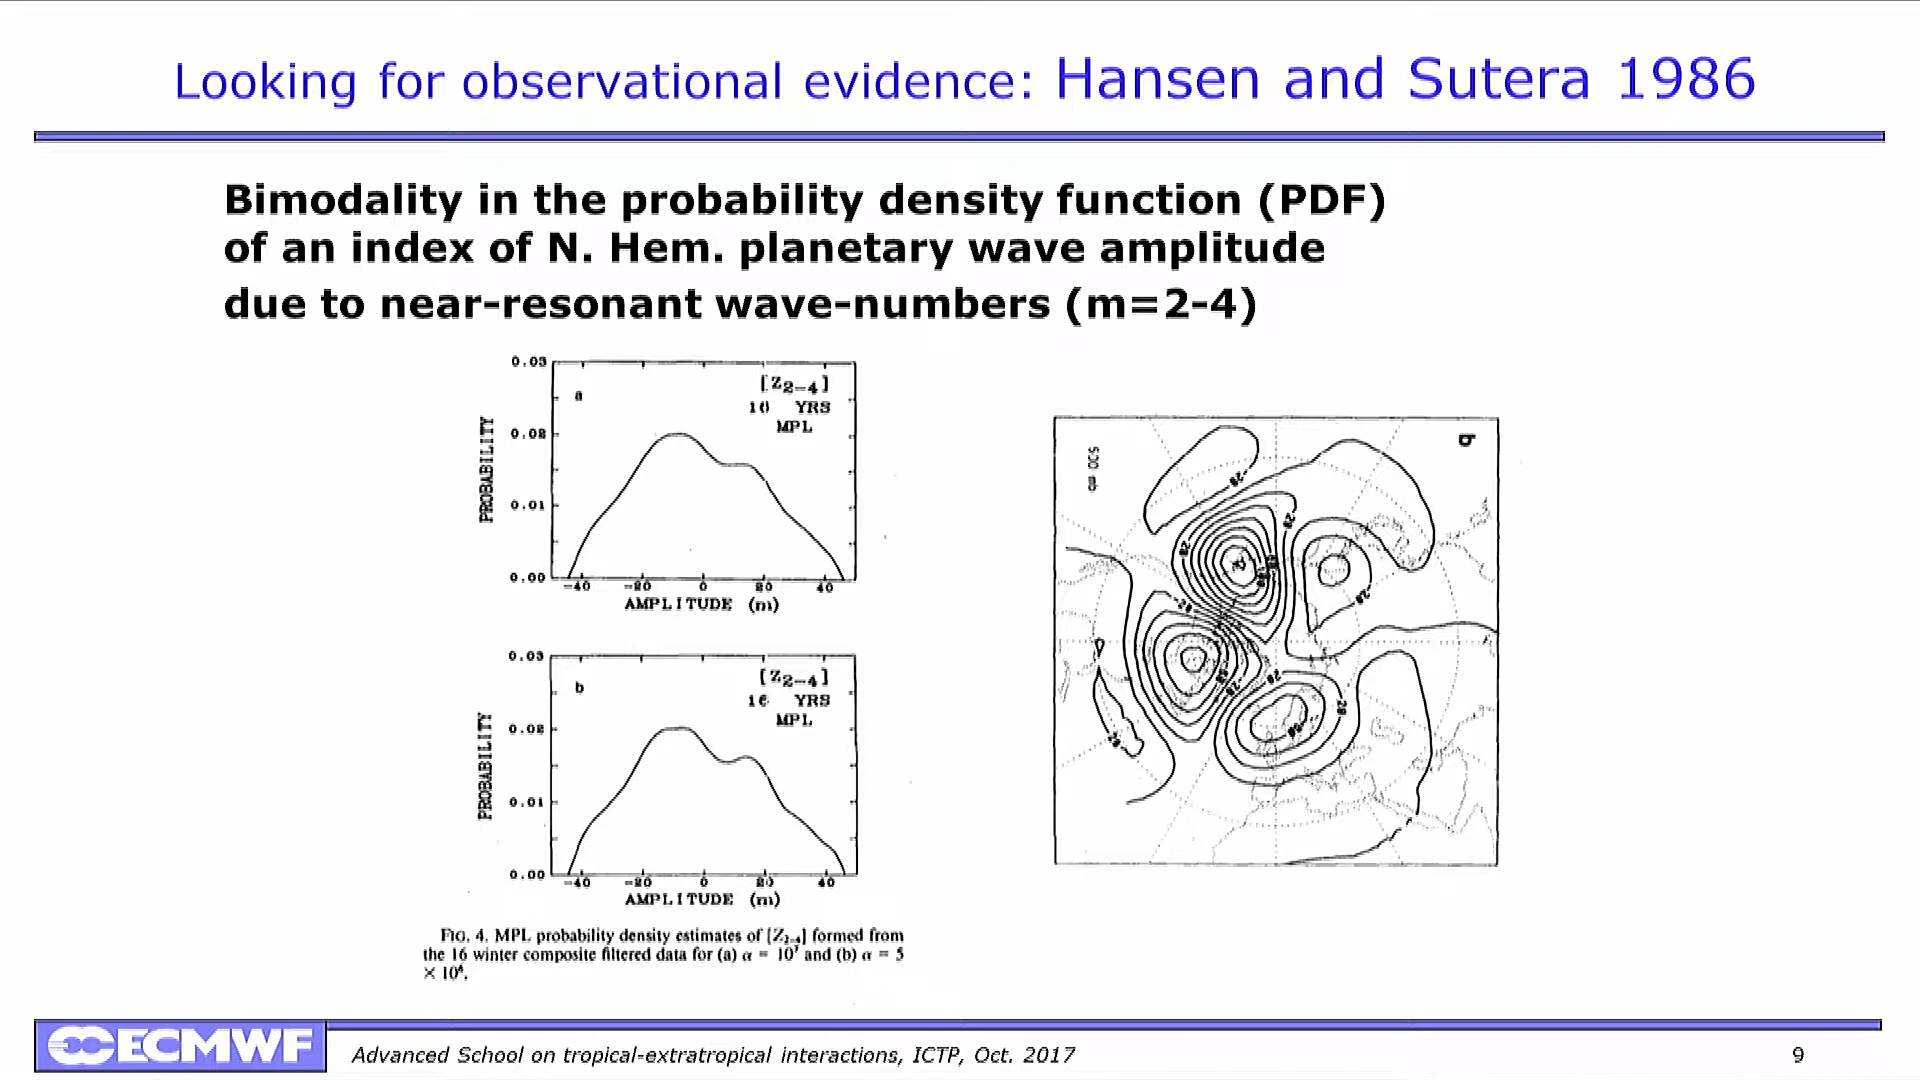 Looking for observational evidence: Hansen and Sutera 1986
Bimodality in the probability density function (PDF)
of an index of N. Hem. planetary wave amplitude
due to near-resonant wave-numbers (m=2-4)
0.03
a
[Z2-4]
16 YRS
MPL
PROBABILITY
0.02
0.01
0.00
-40 -20 0 20 40
AMPLITUDE (m)
0.03
b
[Z2-4]
16 YRS
MPL
PROBABILITY
0.02
0.01
0.00
-40 -20 0 20 40
AMPLITUDE (m)
FIG. 4. MPL probability density estimates of [Z2-4] formed from
the 16 winter composite filtered data for (a) α = 10⁷ and (b) α = 5
× 10⁶.
b
500 mb
ECMWF
Advanced School on tropical-extratropical interactions, ICTP, Oct. 2017
9